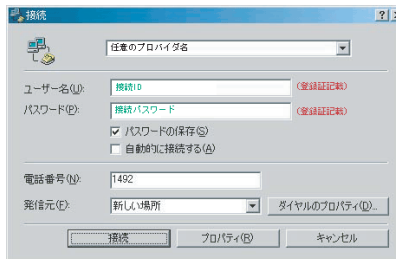 接続
任意のプロバイダ名
ユーザー名(U): 接続ID (登録証記載)
パスワード(P): 接続パスワード (登録証記載)
パスワードの保存(S)
自動的に接続する(A)
電話番号(N): 1492
発信元(F): 新しい場所 ダイヤルのプロパティ(D)...
接続 プロパティ(R) キャンセル